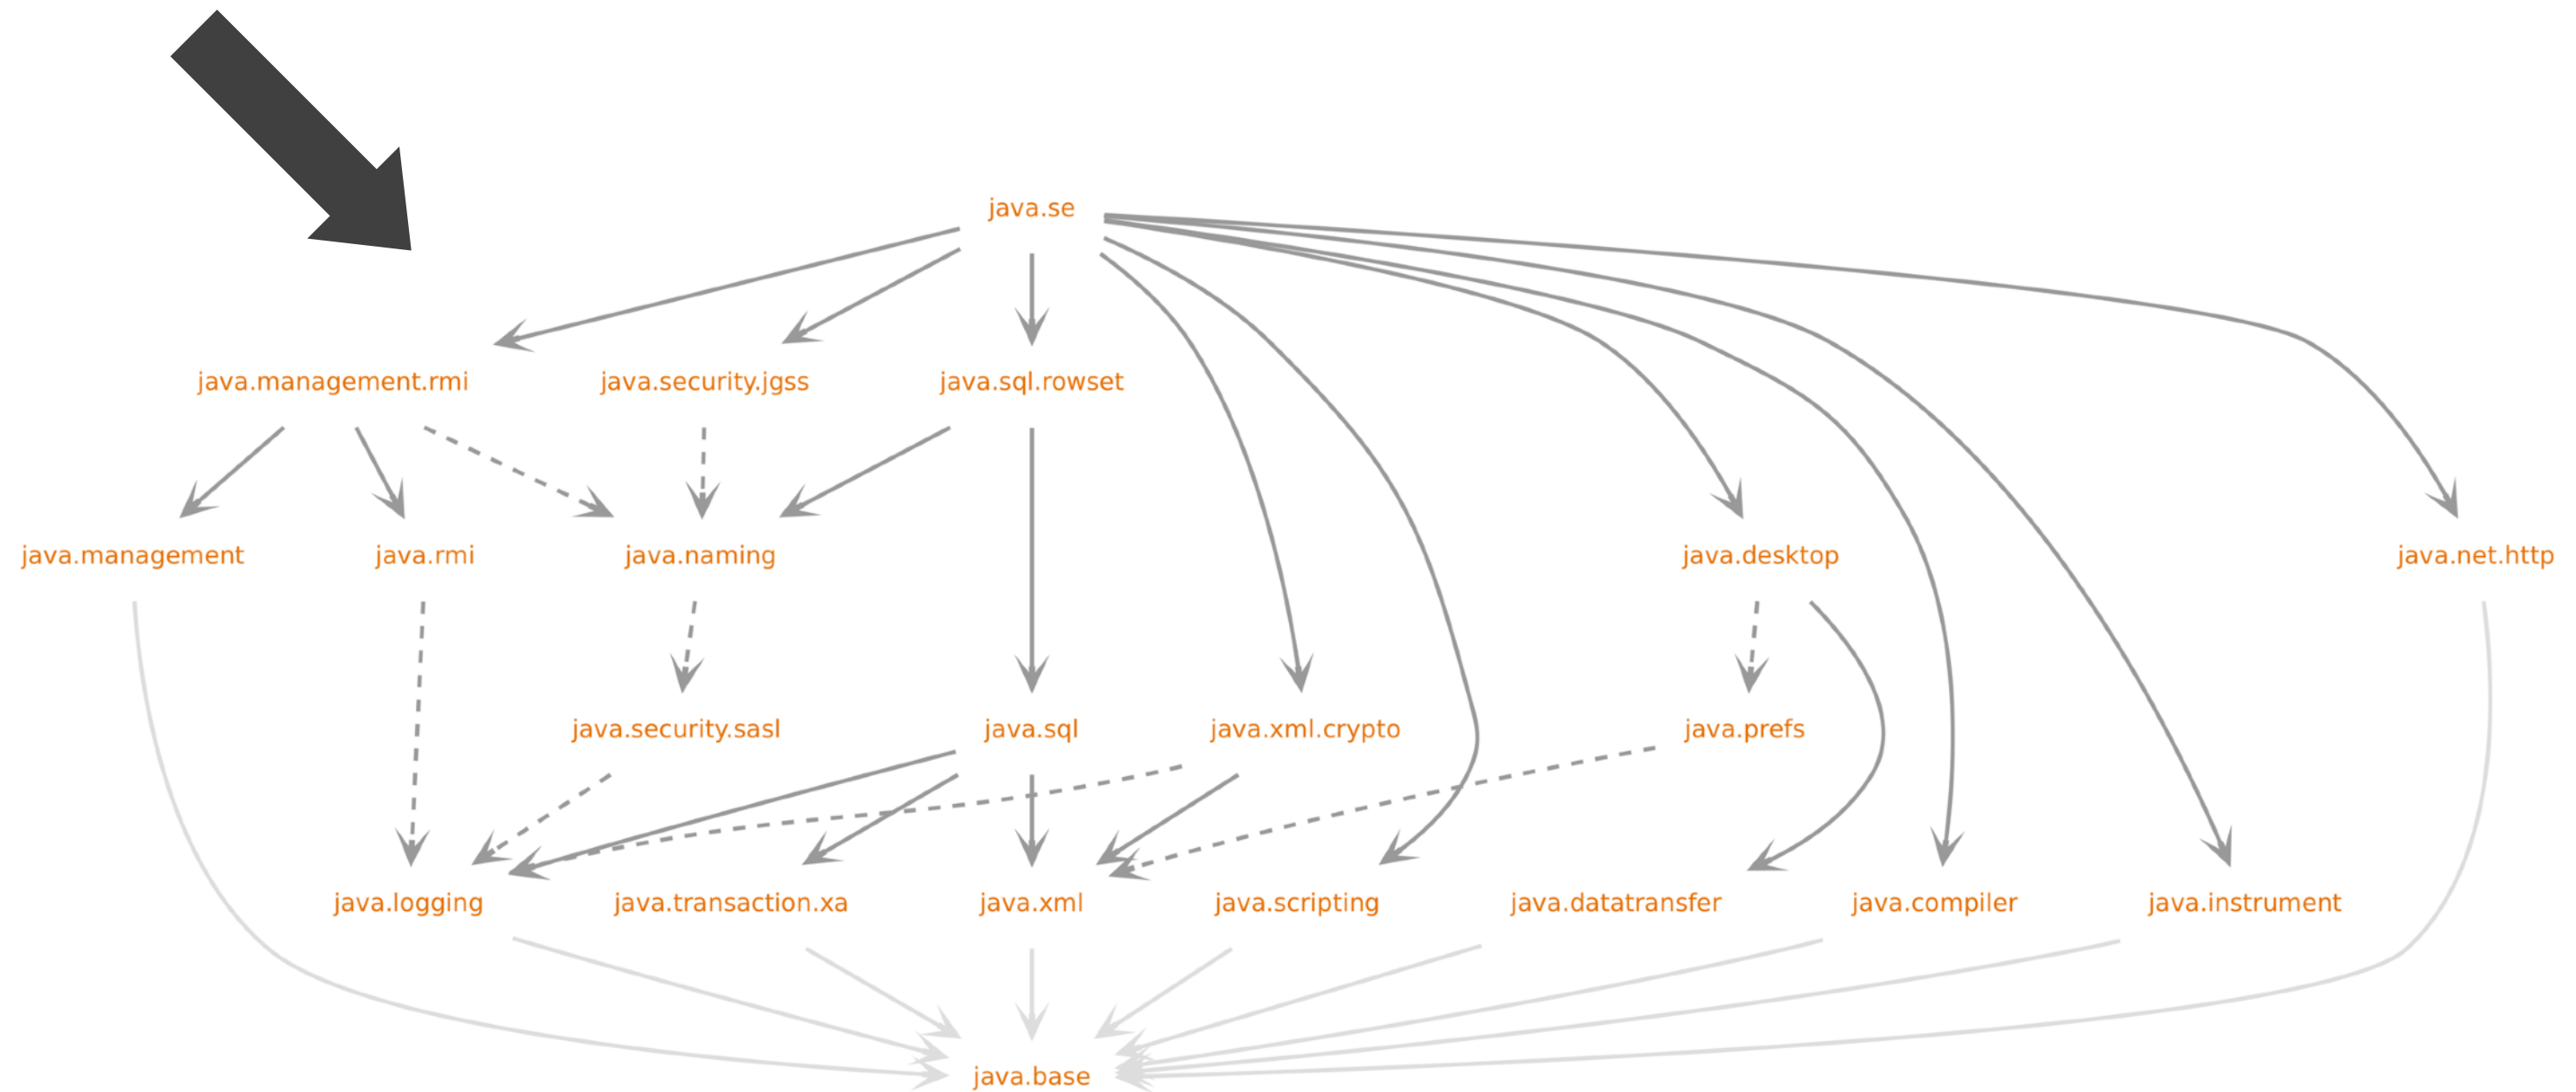 java.se
java.management.rmi
java.security.jgss
java.sql.rowset
java.management
java.rmi
java.naming
java.desktop
java.net.http
java.security.sasl
java.sql
java.xml.crypto
java.prefs
java.logging
java.transaction.xa
java.xml
java.scripting
java.datatransfer
java.compiler
java.instrument
java.base